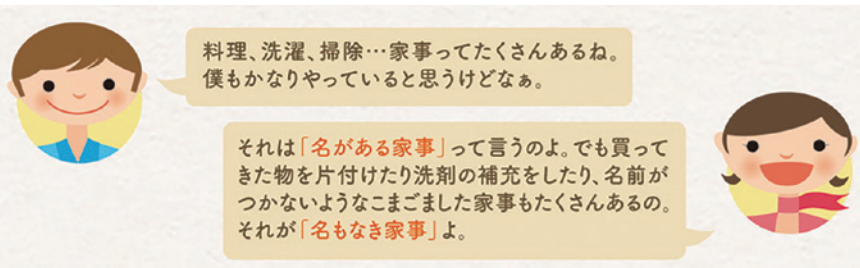 料理、洗濯、掃除…家事ってたくさんあるね。
僕もかなりやっていると思うけどなぁ。
それは「名がある家事」って言うのよ。でも買って
きた物を片付けたり洗剤の補充をしたり、名前が
つかないようなこまごました家事もたくさんあるの。
それが「名もなき家事」よ。